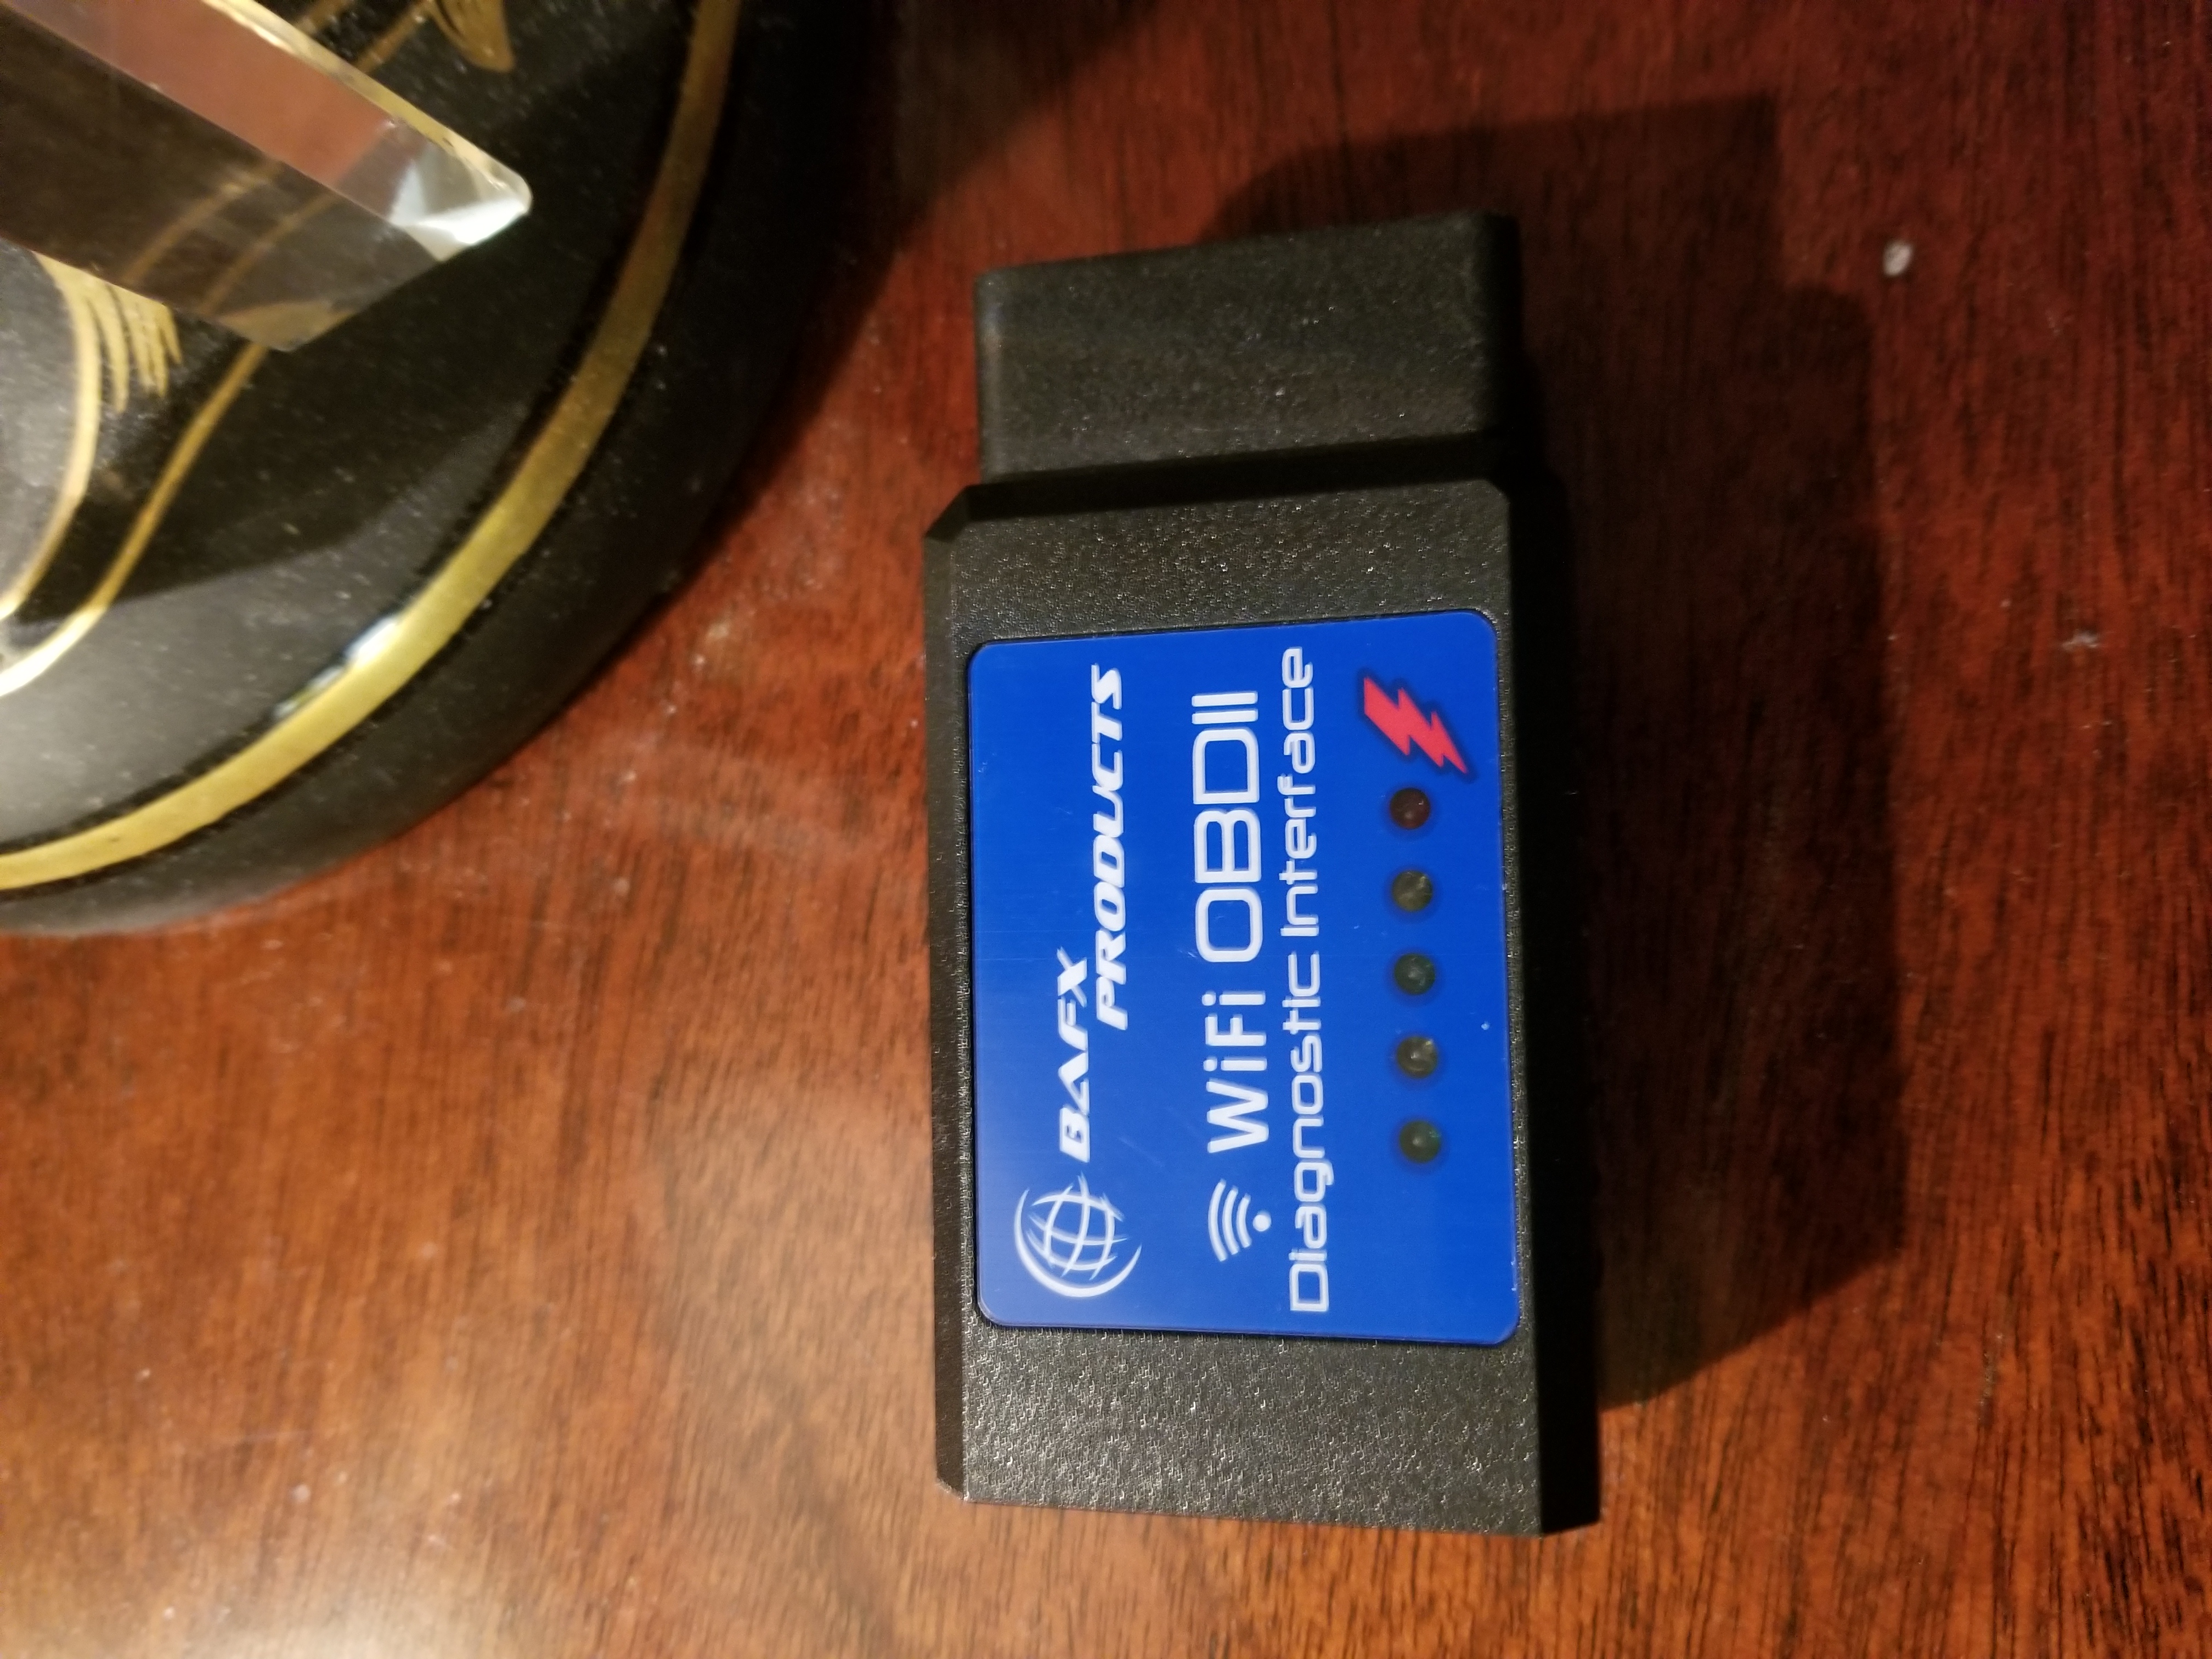 BAFX
PRODUCTS
WiFi OBDII
Diagnostic Interface